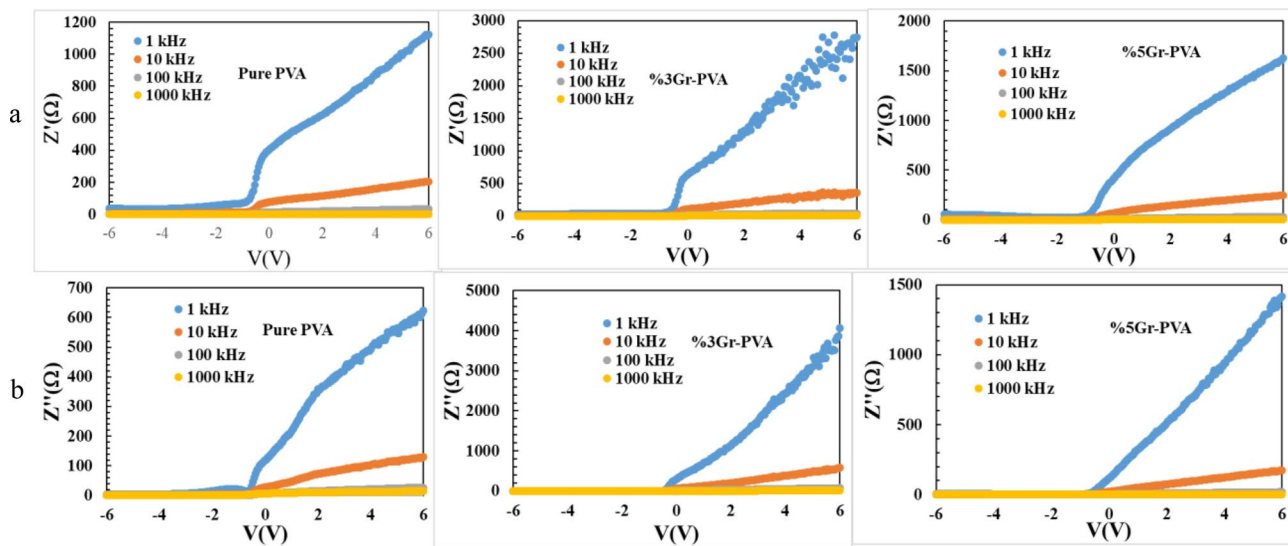 a
Z'(Ω)
1200
1000
800
600
400
200
0
1 kHz
10 kHz
100 kHz
1000 kHz
Pure PVA
-6 -4 -2 0 2 4 6
V(V)
Z'(Ω)
3000
2500
2000
1500
1000
500
0
1 kHz
10 kHz
100 kHz
1000 kHz
%3Gr-PVA
-6 -4 -2 0 2 4 6
V(V)
Z'(Ω)
2000
1500
1000
500
0
1 kHz
10 kHz
100 kHz
1000 kHz
%5Gr-PVA
-6 -4 -2 0 2 4 6
V(V)
b
Z''(Ω)
700
600
500
400
300
200
100
0
1 kHz
10 kHz
100 kHz
1000 kHz
Pure PVA
-6 -4 -2 0 2 4 6
V(V)
Z''(Ω)
5000
4000
3000
2000
1000
0
1 kHz
10 kHz
100 kHz
1000 kHz
%3Gr-PVA
-6 -4 -2 0 2 4 6
V(V)
Z''(Ω)
1500
1000
500
0
1 kHz
10 kHz
100 kHz
1000 kHz
%5Gr-PVA
-6 -4 -2 0 2 4 6
V(V)